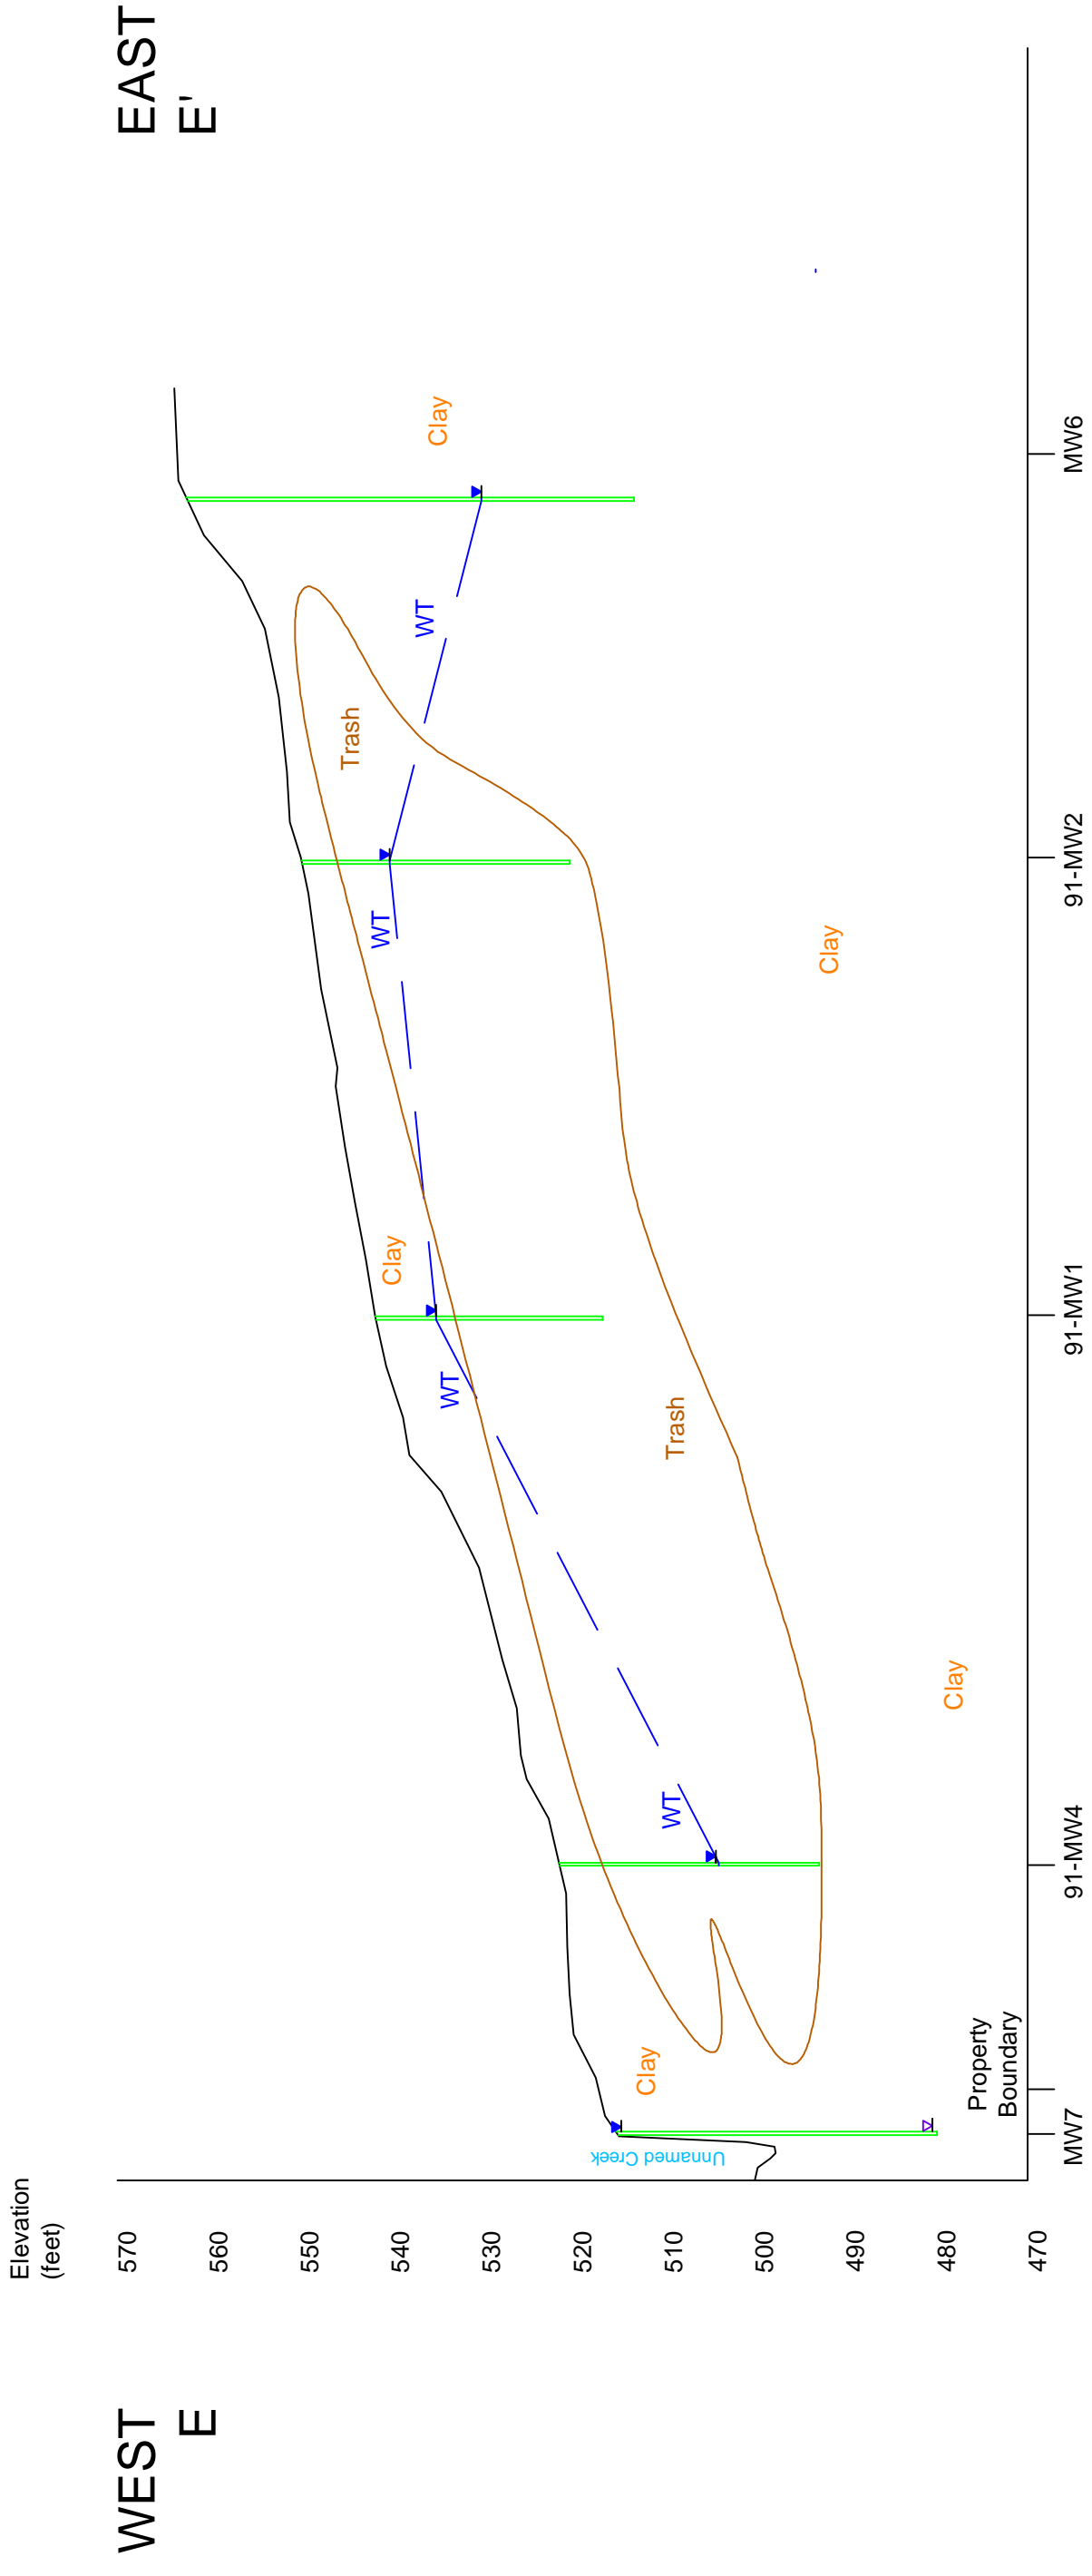 WEST
E
EAST
E'
Elevation
(feet)
570
560
550
540
530
520
510
500
490
480
470
Unnamed Creek
Clay
WT
Trash
WT
Clay
WT
Trash
WT
Clay
Clay
Clay
Property
Boundary
MW7
91-MW4
91-MW1
91-MW2
MW6